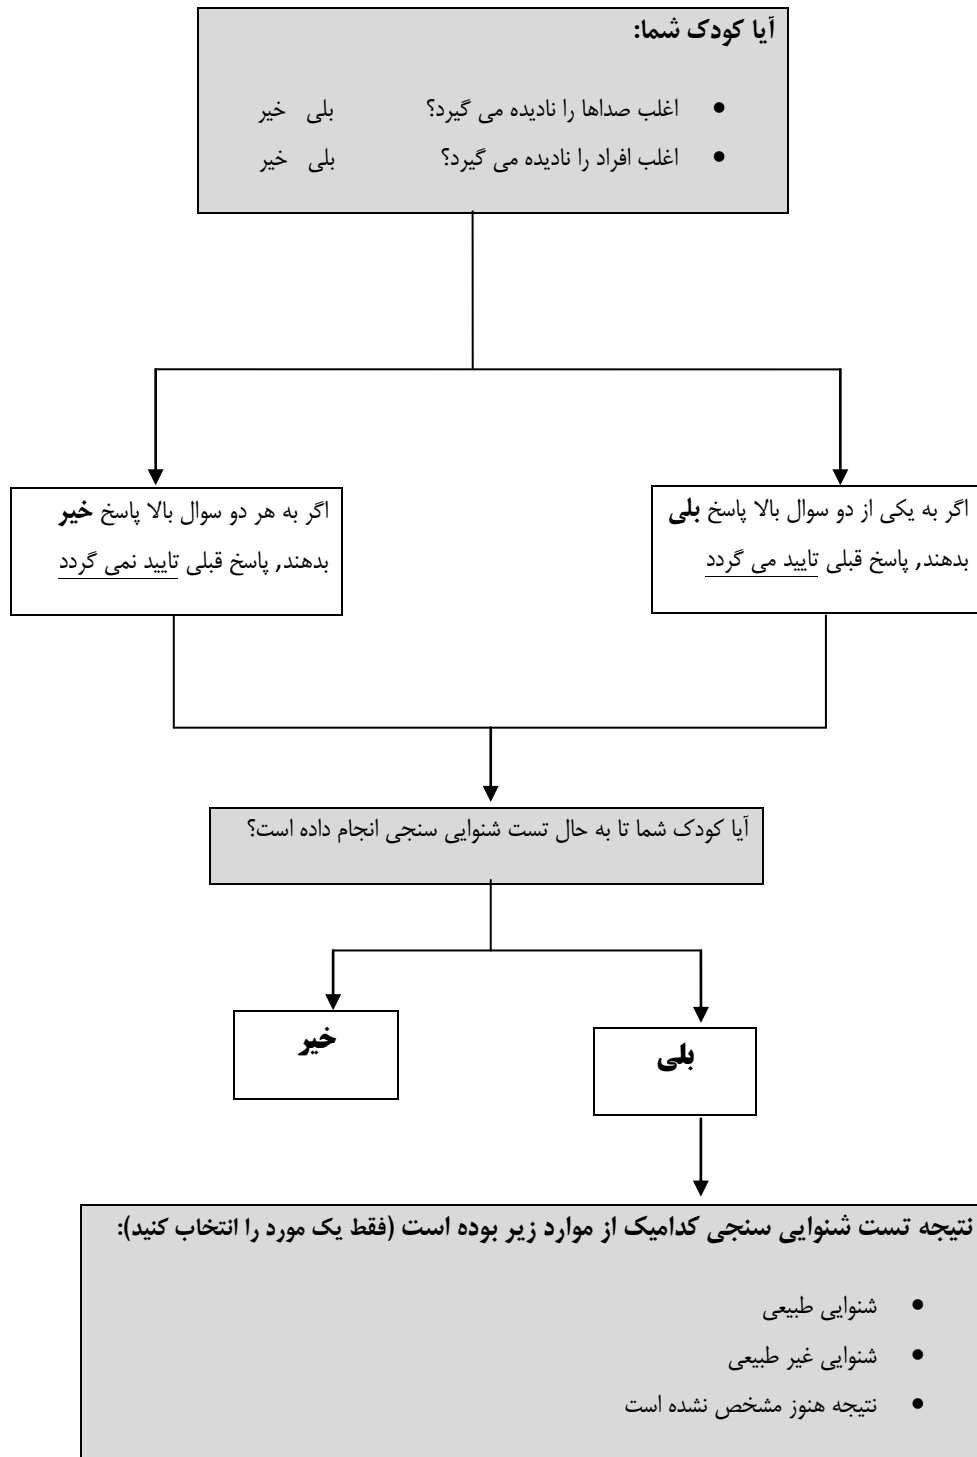 آیا کودک شما:
اغلب صداها را نادیده می گیرد؟ بلی خیر
اغلب افراد را نادیده می گیرد؟ بلی خیر
اگر به یکی از دو سوال بالا پاسخ بلی
بدهند, پاسخ قبلی تایید می گردد
اگر به هر دو سوال بالا پاسخ خیر
بدهند, پاسخ قبلی تایید نمی گردد
آیا کودک شما تا به حال تست شنوایی سنجی انجام داده است؟
بلی
خیر
نتیجه تست شنوایی سنجی کدامیک از موارد زیر بوده است (فقط یک مورد را انتخاب کنید):
شنوایی طبیعی
شنوایی غیر طبیعی
نتیجه هنوز مشخص نشده است